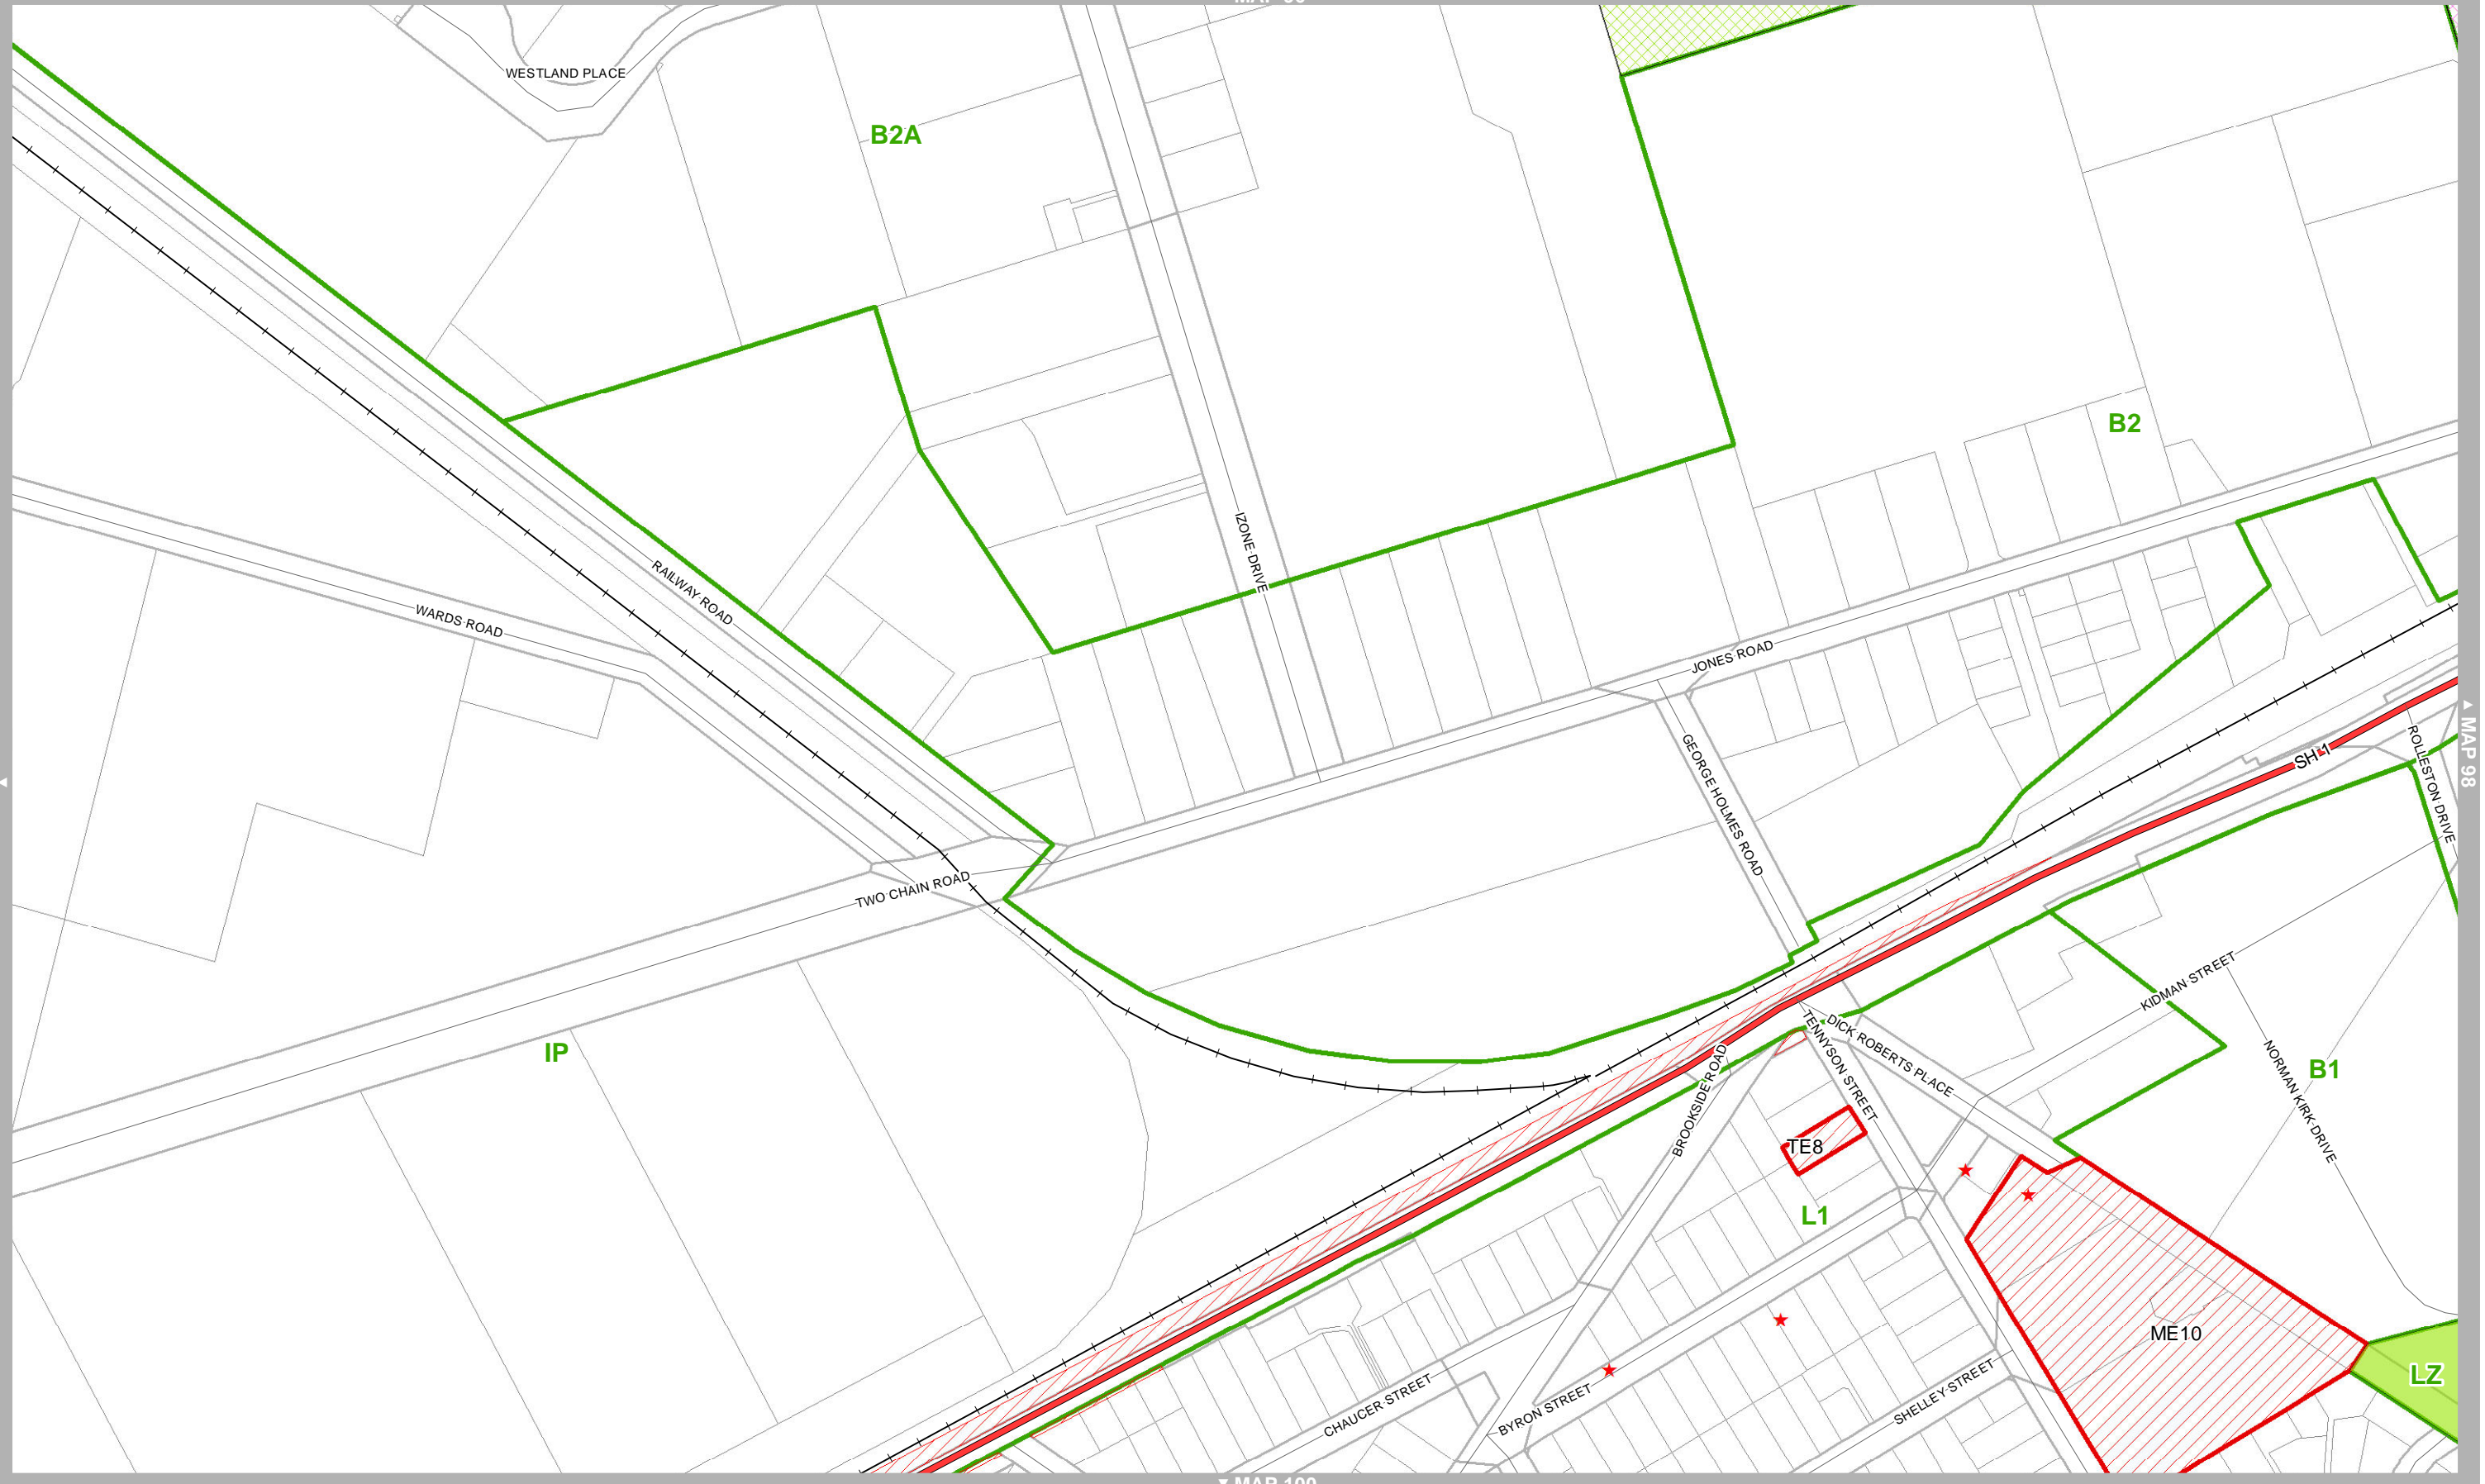 WESTLAND PLACE
B2A
B2
IZONE DRIVE
RAILWAY ROAD
WARDS ROAD
JONES ROAD
GEORGE HOLMES ROAD
SH 1
ROLLESTON DRIVE
▲ MAP 98
TWO CHAIN ROAD
KIDMAN STREET
IP
TENNYSON STREET
DICK ROBERTS PLACE
BROOKSIDE ROAD
NORMAN KIRK DRIVE
B1
TE8
L1
ME10
LZ
CHAUCER STREET
BYRON STREET
SHELLEY STREET
▼ MAP 100